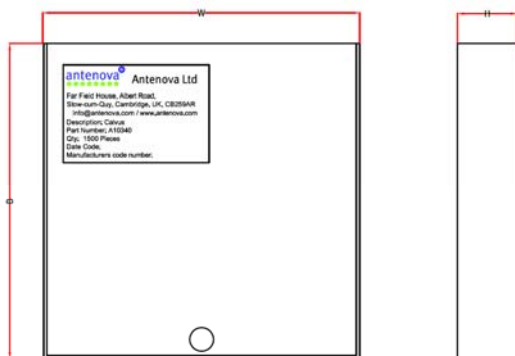 W
H
D
antenova Antenova Ltd
Far Field House, Albert Road,
Stow-cum-Quy, Cambridge, UK, CB259AR
info@antenova.com / www.antenova.com
Description; Calvus
Part Number; A10340
Qty; 1500 Pieces
Date Code;
Manufacturers code number;